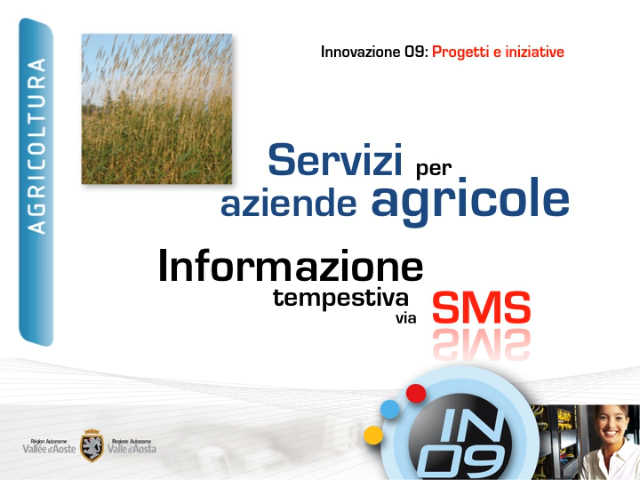 AGRICOLTURA
Innovazione 09: Progetti e iniziative
Servizi per
aziende agricole
Informazione
tempestiva
via SMS
Région Autonome
Vallée d'Aoste
Regione Autonoma
Valle d'Aosta
IN
09